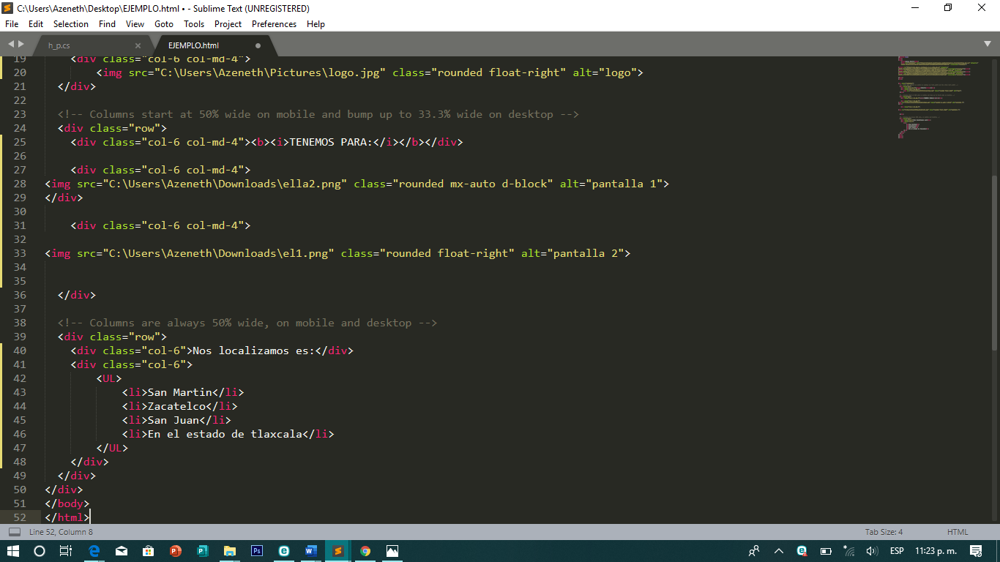 C:\Users\Azeneth\Desktop\EJEMPLO.html • - Sublime Text (UNREGISTERED)
File Edit Selection Find View Goto Tools Project Preferences Help
h_p.cs × EJEMPLO.html
19 <div class="col-6 col-md-4">
20 <img src="C:\Users\Azeneth\Pictures\logo.jpg" class="rounded float-right" alt="logo">
21 </div>
22
23 <!-- Columns start at 50% wide on mobile and bump up to 33.3% wide on desktop -->
24 <div class="row">
25 <div class="col-6 col-md-4"><b><i>TENEMOS PARA:</i></b></div>
26
27 <div class="col-6 col-md-4">
28 <img src="C:\Users\Azeneth\Downloads\ella2.png" class="rounded mx-auto d-block" alt="pantalla 1">
29 </div>
30
31 <div class="col-6 col-md-4">
32
33 <img src="C:\Users\Azeneth\Downloads\el1.png" class="rounded float-right" alt="pantalla 2">
34
35
36 </div>
37
38 <!-- Columns are always 50% wide, on mobile and desktop -->
39 <div class="row">
40 <div class="col-6">Nos localizamos es:</div>
41 <div class="col-6">
42 <UL>
43 <li>San Martin</li>
44 <li>Zacatelco</li>
45 <li>San Juan</li>
46 <li>En el estado de tlaxcala</li>
47 </UL>
48 </div>
49 </div>
50 </div>
51 </body>
52 </html>
Line 52, Column 8 Tab Size: 4 HTML
ESP 11:23 p. m.